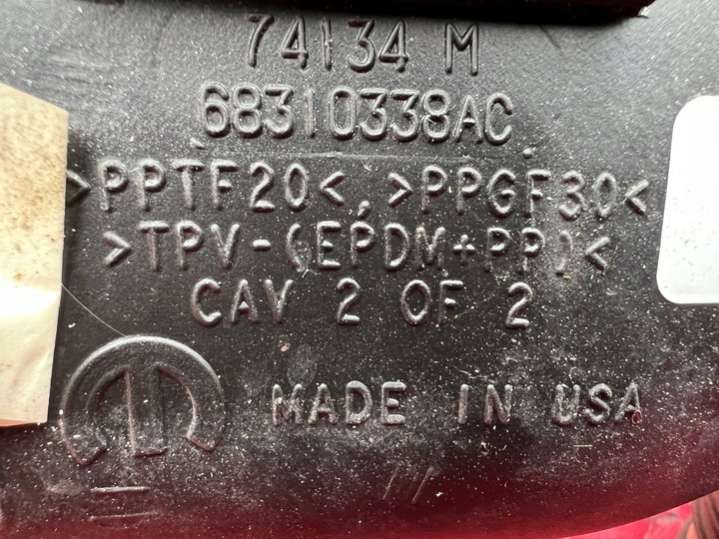 74134 M
68310338AC
>PPTF20<,>PPGF30<
>TPV-(EPDM+PP)<
CAV 2 OF 2
MADE IN USA